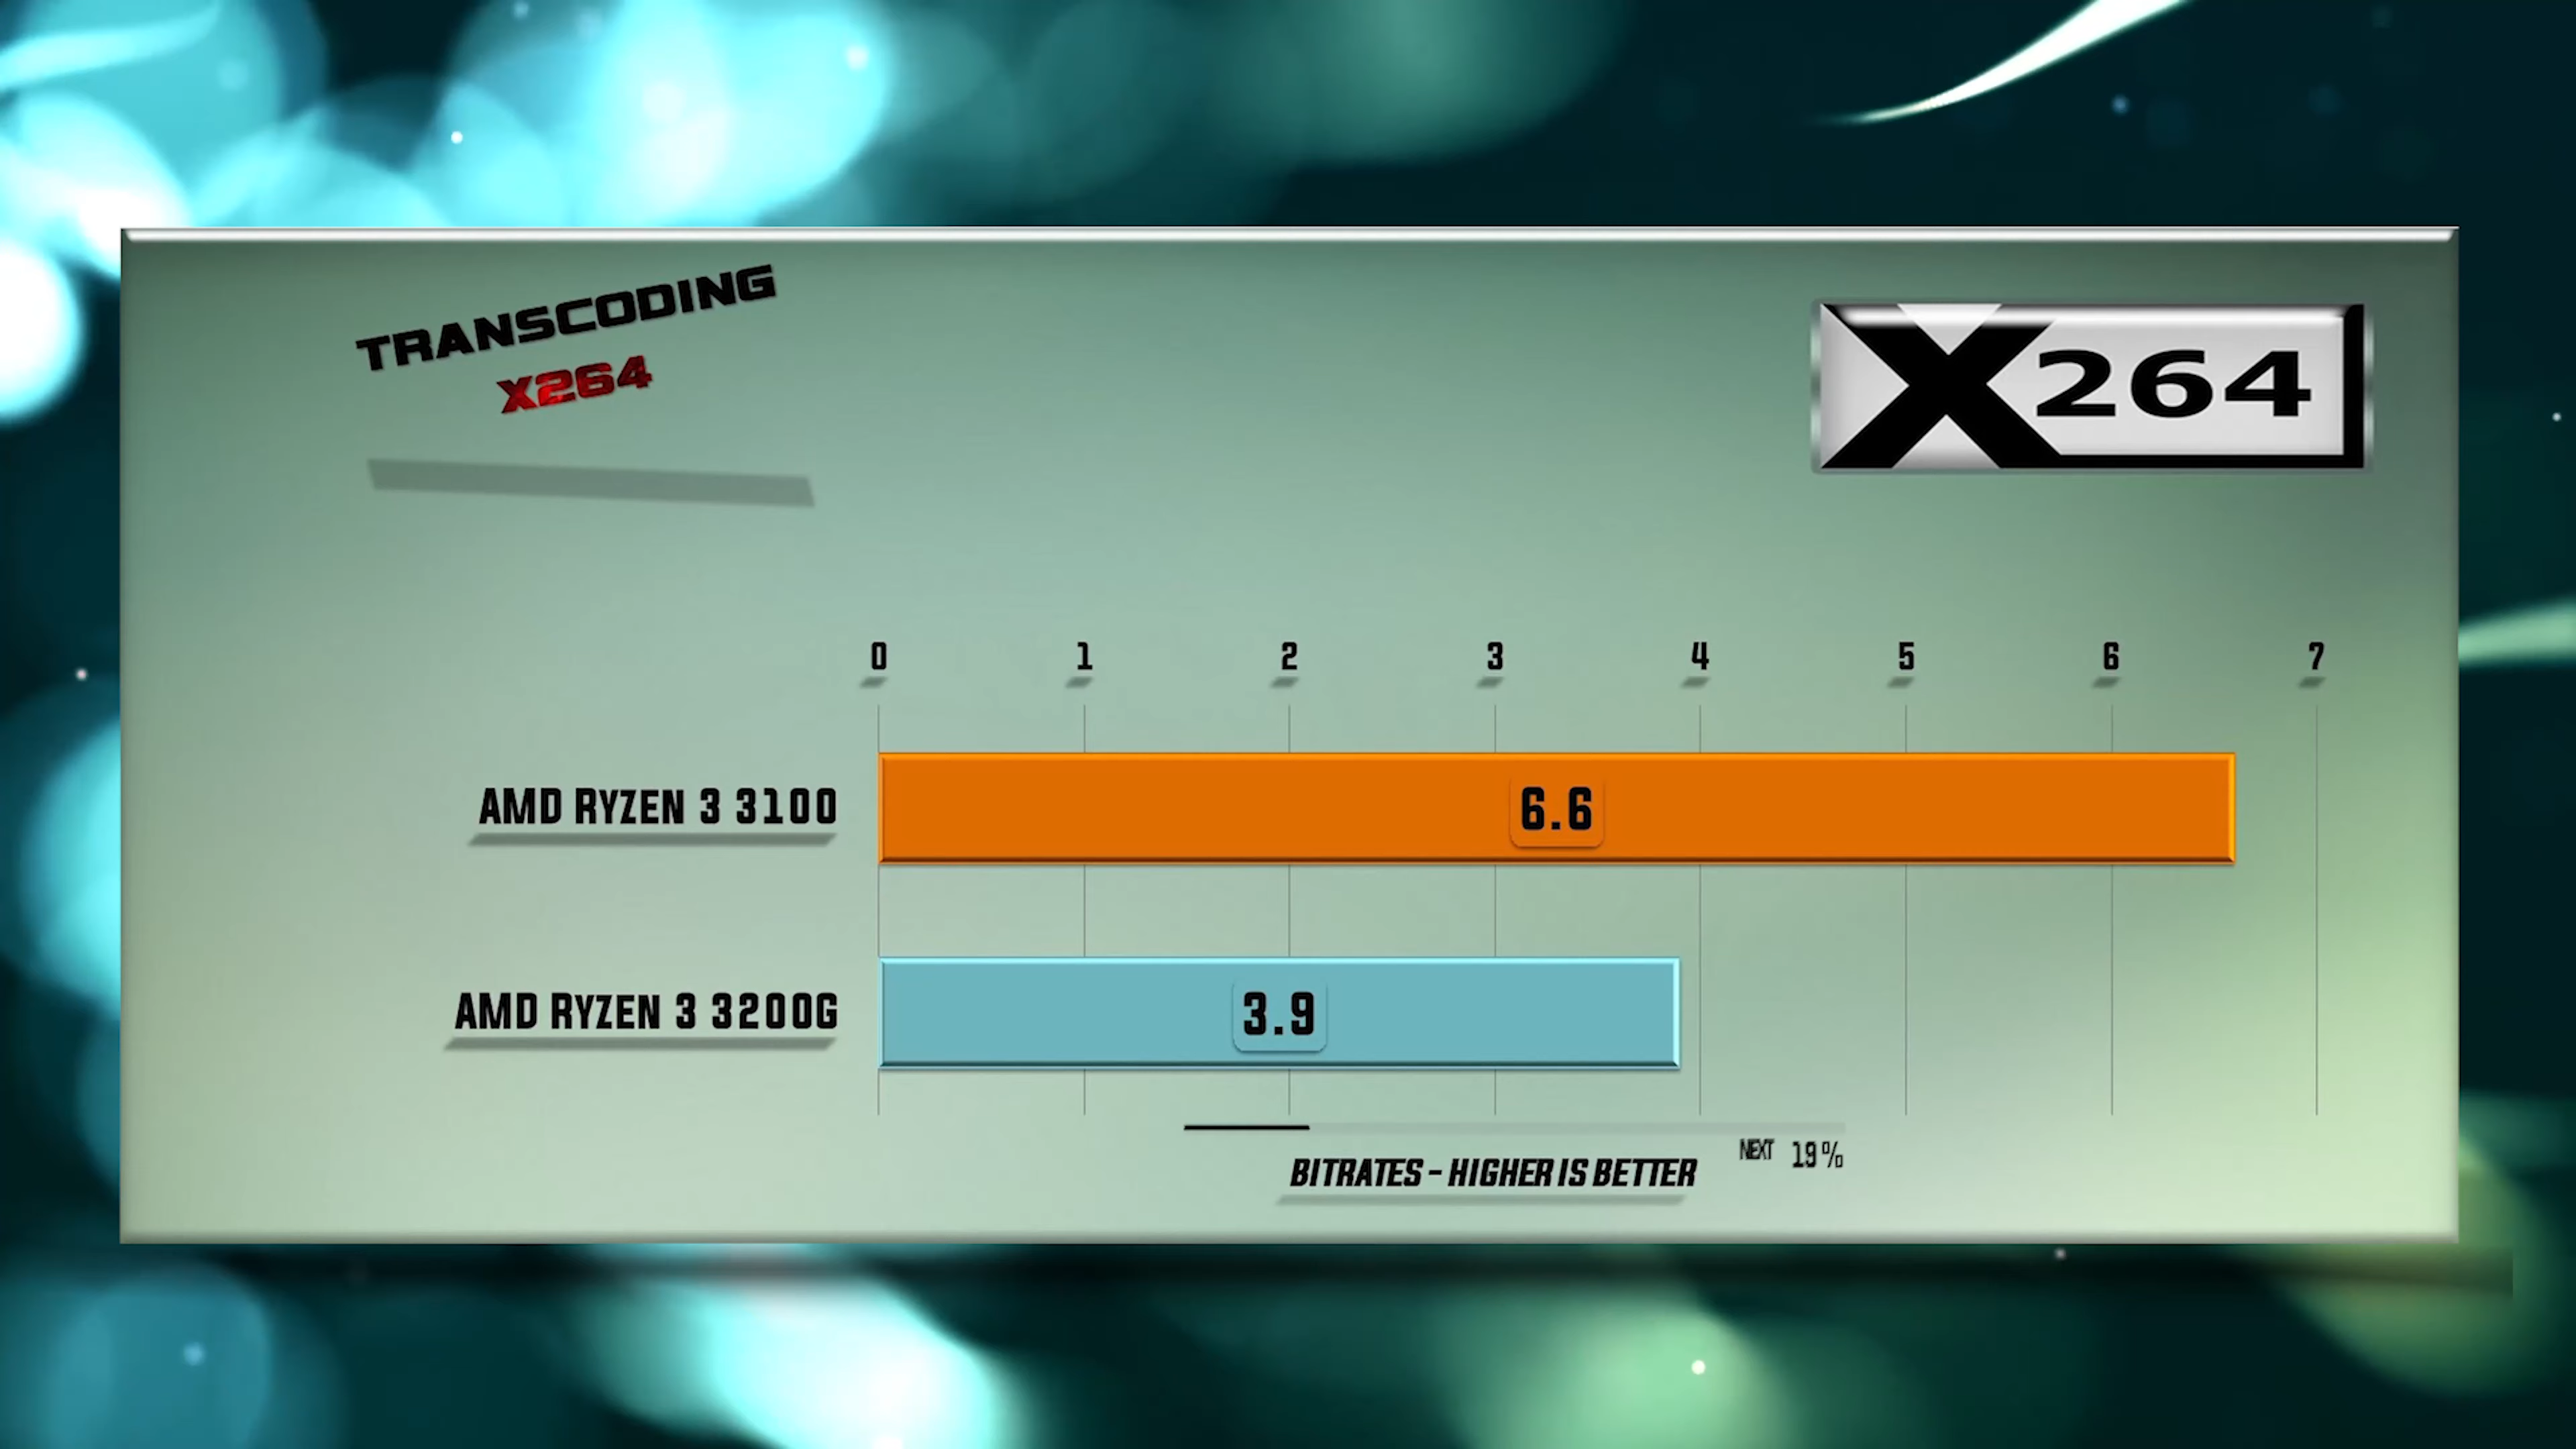 TRANSCODING
X264
X264
0 1 2 3 4 5 6 7
AMD RYZEN 3 3100 6.6
AMD RYZEN 3 3200G 3.9
NEXT 19%
BITRATES - HIGHER IS BETTER